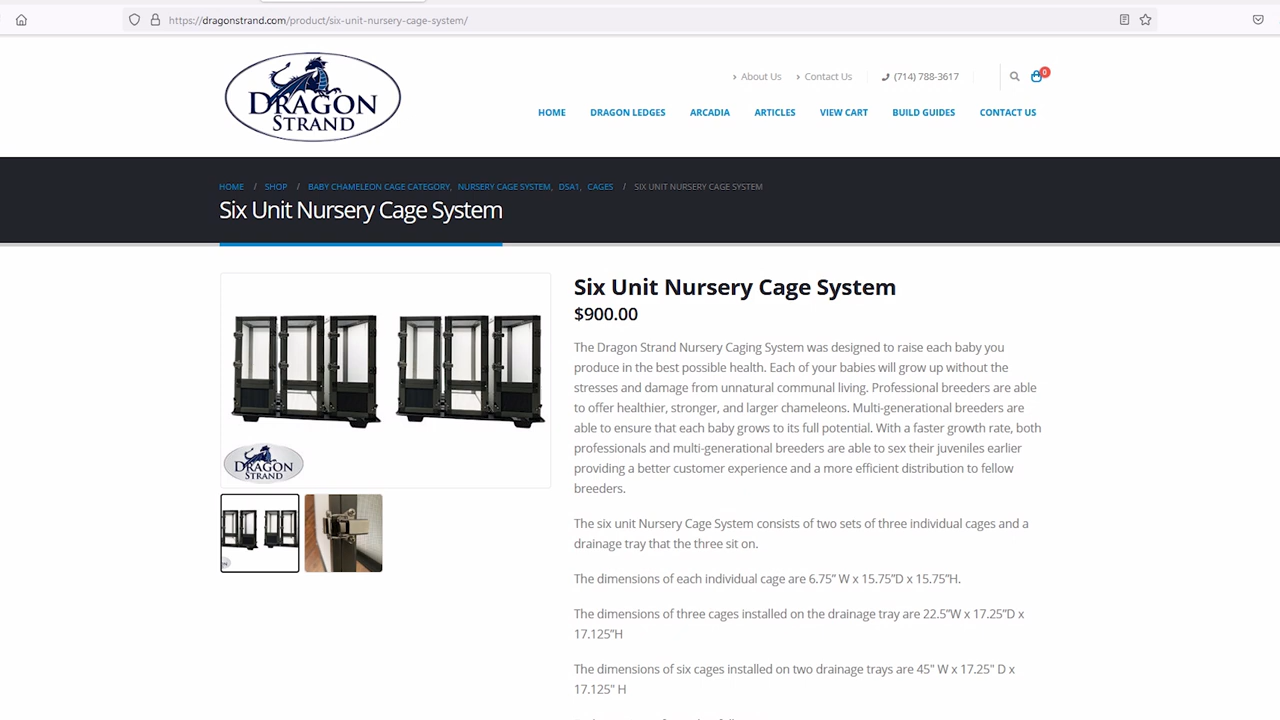 https://dragonstrand.com/product/six-unit-nursery-cage-system/
About Us
Contact Us
(714) 788-3617
0
DRAGON
STRAND
HOME
DRAGON LEDGES
ARCADIA
ARTICLES
VIEW CART
BUILD GUIDES
CONTACT US
HOME / SHOP / BABY CHAMELEON CAGE CATEGORY, NURSERY CAGE SYSTEM, DSA1, CAGES / SIX UNIT NURSERY CAGE SYSTEM
Six Unit Nursery Cage System
DRAGON
STRAND
Six Unit Nursery Cage System
$900.00
The Dragon Strand Nursery Caging System was designed to raise each baby you
produce in the best possible health. Each of your babies will grow up without the
stresses and damage from unnatural communal living. Professional breeders are able
to offer healthier, stronger, and larger chameleons. Multi-generational breeders are
able to ensure that each baby grows to its full potential. With a faster growth rate, both
professionals and multi-generational breeders are able to sex their juveniles earlier
providing a better customer experience and a more efficient distribution to fellow
breeders.
The six unit Nursery Cage System consists of two sets of three individual cages and a
drainage tray that the three sit on.
The dimensions of each individual cage are 6.75” W x 15.75”D x 15.75”H.
The dimensions of three cages installed on the drainage tray are 22.5”W x 17.25”D x
17.125”H
The dimensions of six cages installed on two drainage trays are 45" W x 17.25" D x
17.125" H